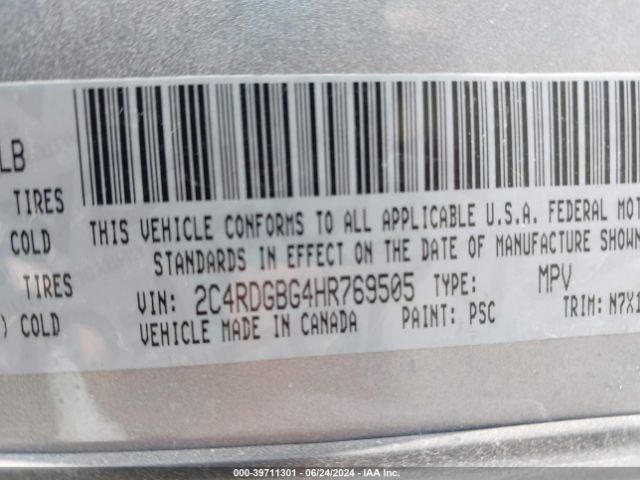 LB
TIRES
COLD
TIRES
) COLD
THIS VEHICLE CONFORMS TO ALL APPLICABLE U.S.A. FEDERAL MOT
STANDARDS IN EFFECT ON THE DATE OF MANUFACTURE SHOWN
VIN: 2C4RDGBG4HR769505 TYPE: MPV
VEHICLE MADE IN CANADA PAINT: PSC TRIM: N7X1
000-39711301 | 06/24/2024 | IAA Inc.